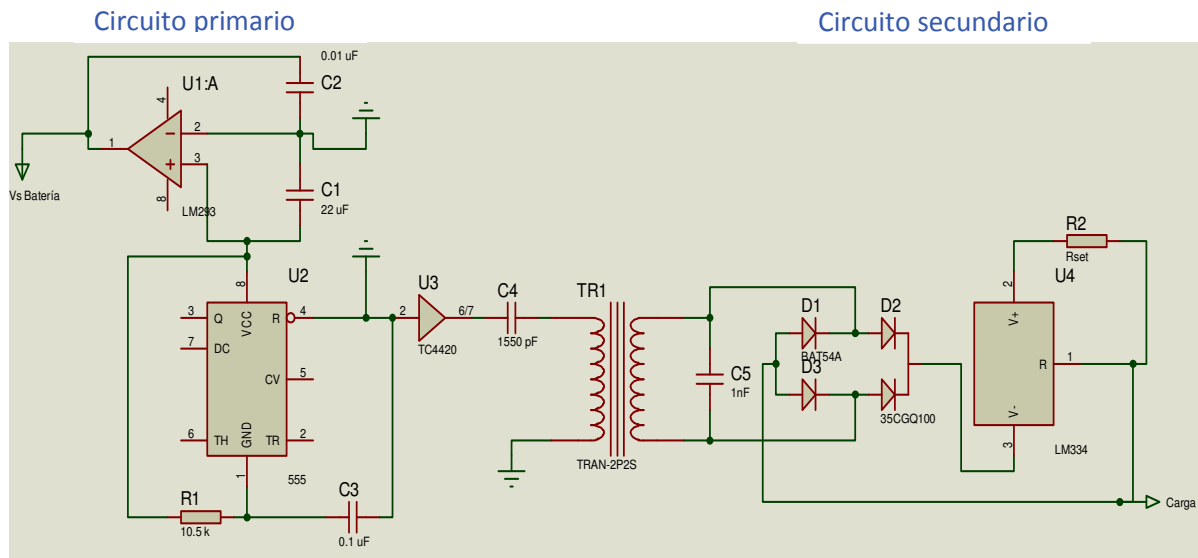 Circuito primario
Circuito secundario
0.01 uF
U1:A
C2
4
2
1
3
8
Vs Batería
LM293
C1
22 uF
R2
Rset
U2
U4
8
3
Q
VCC
R
4
7
DC
CV
5
6
TH
GND
TR
2
1
555
U3
2
6/7
TC4420
C4
1550 pF
TR1
TRAN-2P2S
C5
1nF
D1
D2
BAT54A
D3
35CGQ100
2
V+
R
1
V-
3
LM334
R1
10.5 k
C3
0.1 uF
Carga